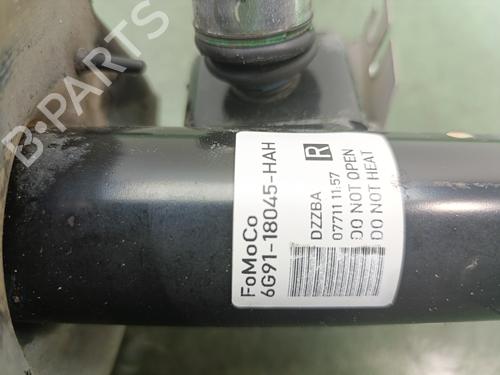 FoMoCo
6G91-18045-HAH
DZZBA
R
07711 11:57
DO NOT OPEN
DO NOT HEAT
B-PARTS